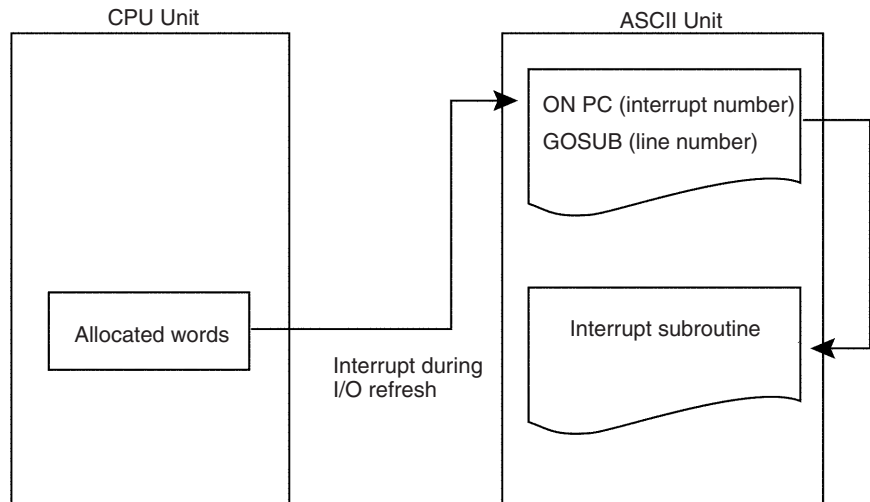 CPU Unit
ASCII Unit
ON PC (interrupt number)
GOSUB (line number)
Allocated words
Interrupt during
I/O refresh
Interrupt subroutine